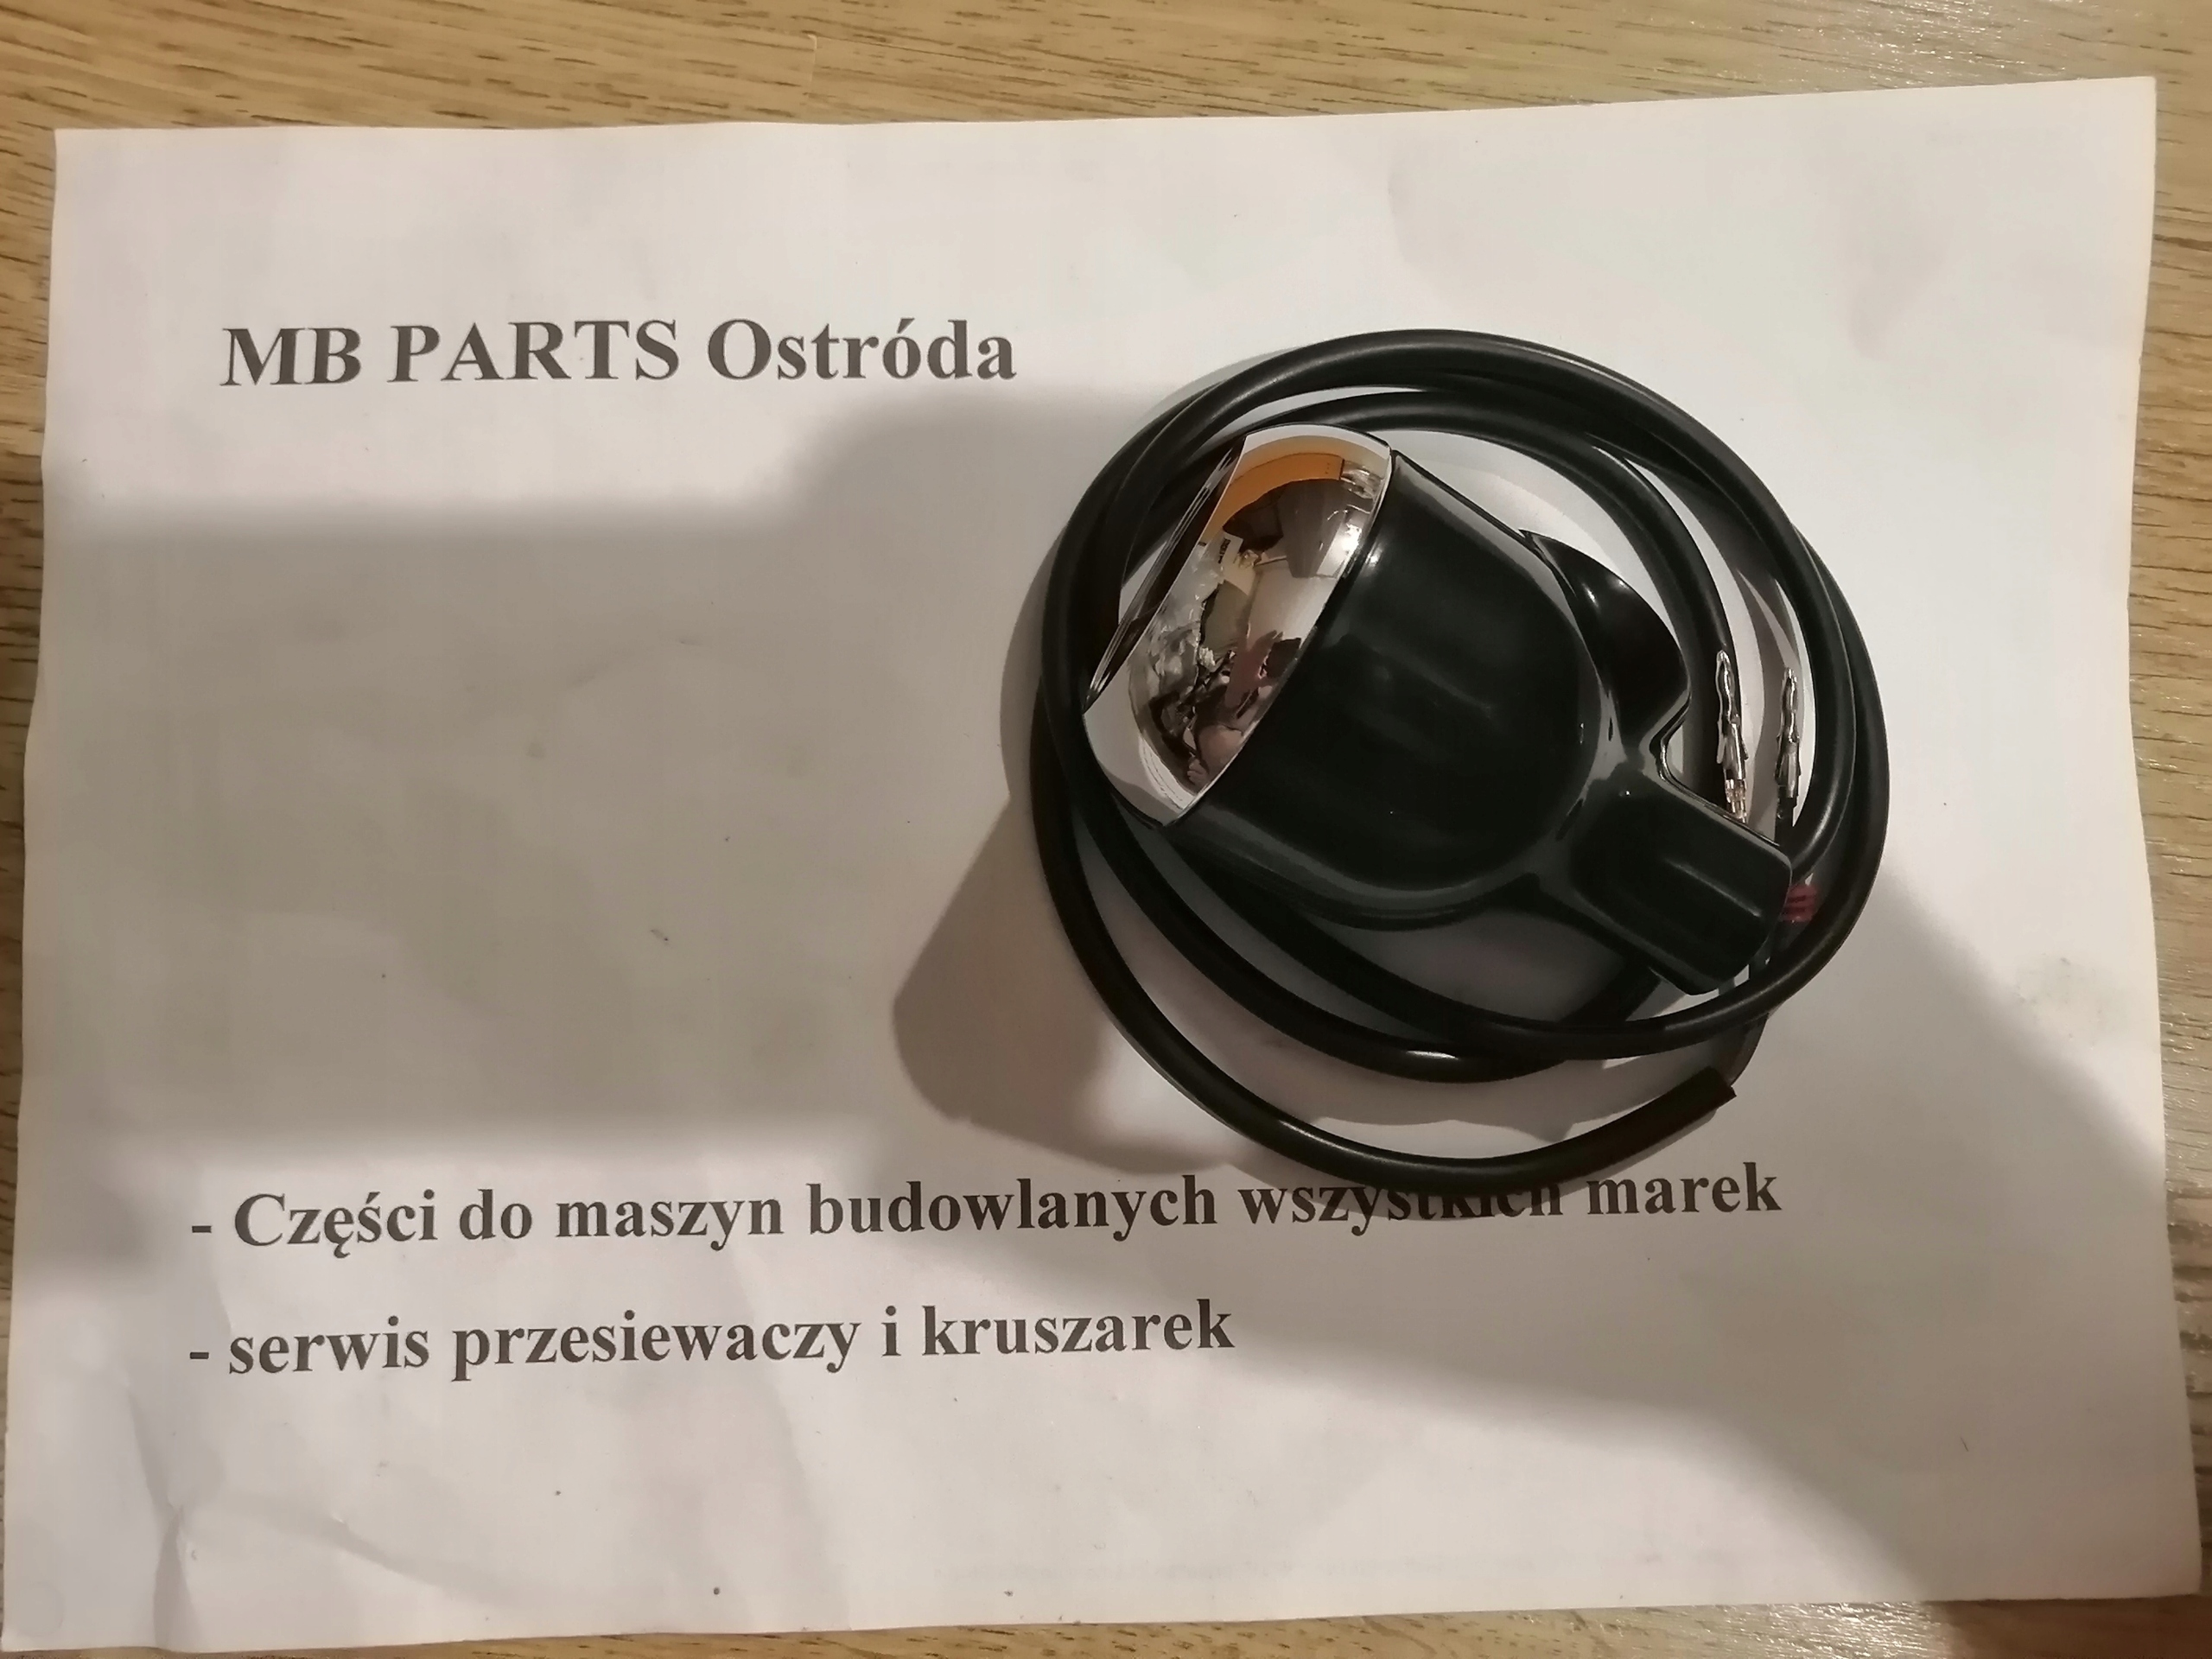 MB PARTS Ostróda
- Części do maszyn budowlanych wszystkich marek
- serwis przesiewaczy i kruszarek